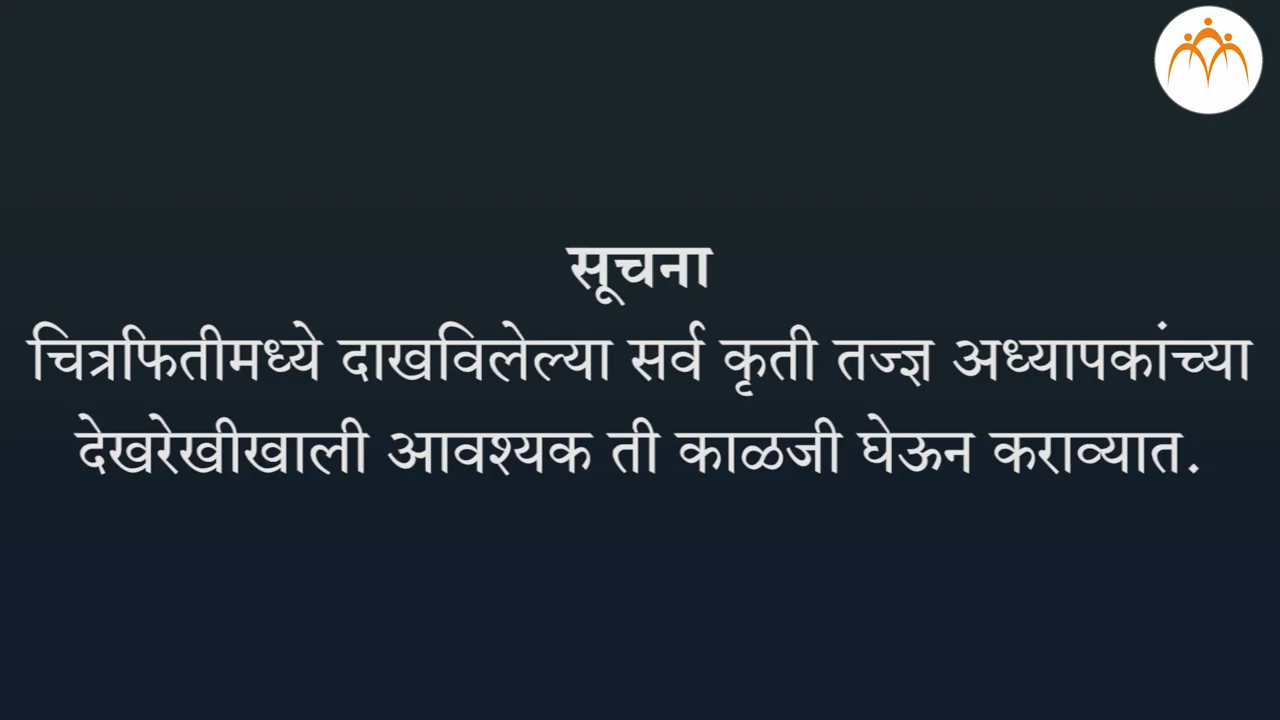 सूचना
चित्रफितीमध्ये दाखविलेल्या सर्व कृती तज्ज्ञ अध्यापकांच्या
देखरेखीखाली आवश्यक ती काळजी घेऊन कराव्यात.